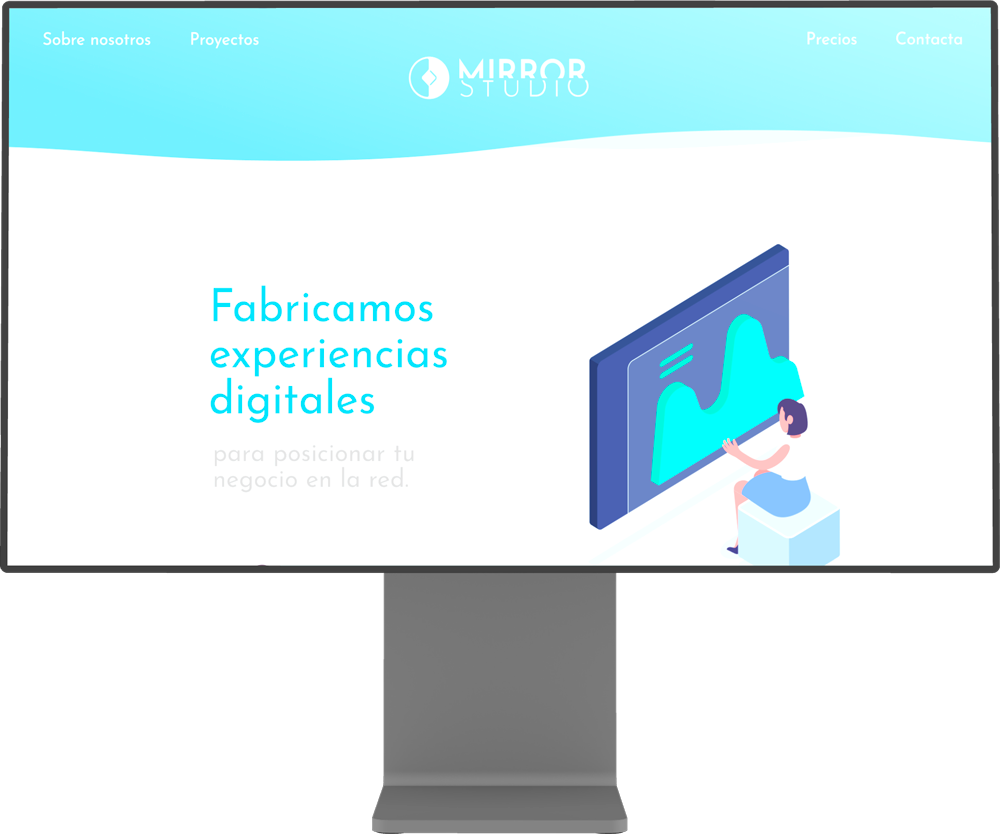 Sobre nosotros
Proyectos
Precios
Contacta
MIRROR
STUDIO
Fabricamos
experiencias
digitales
para posicionar tu
negocio en la red.